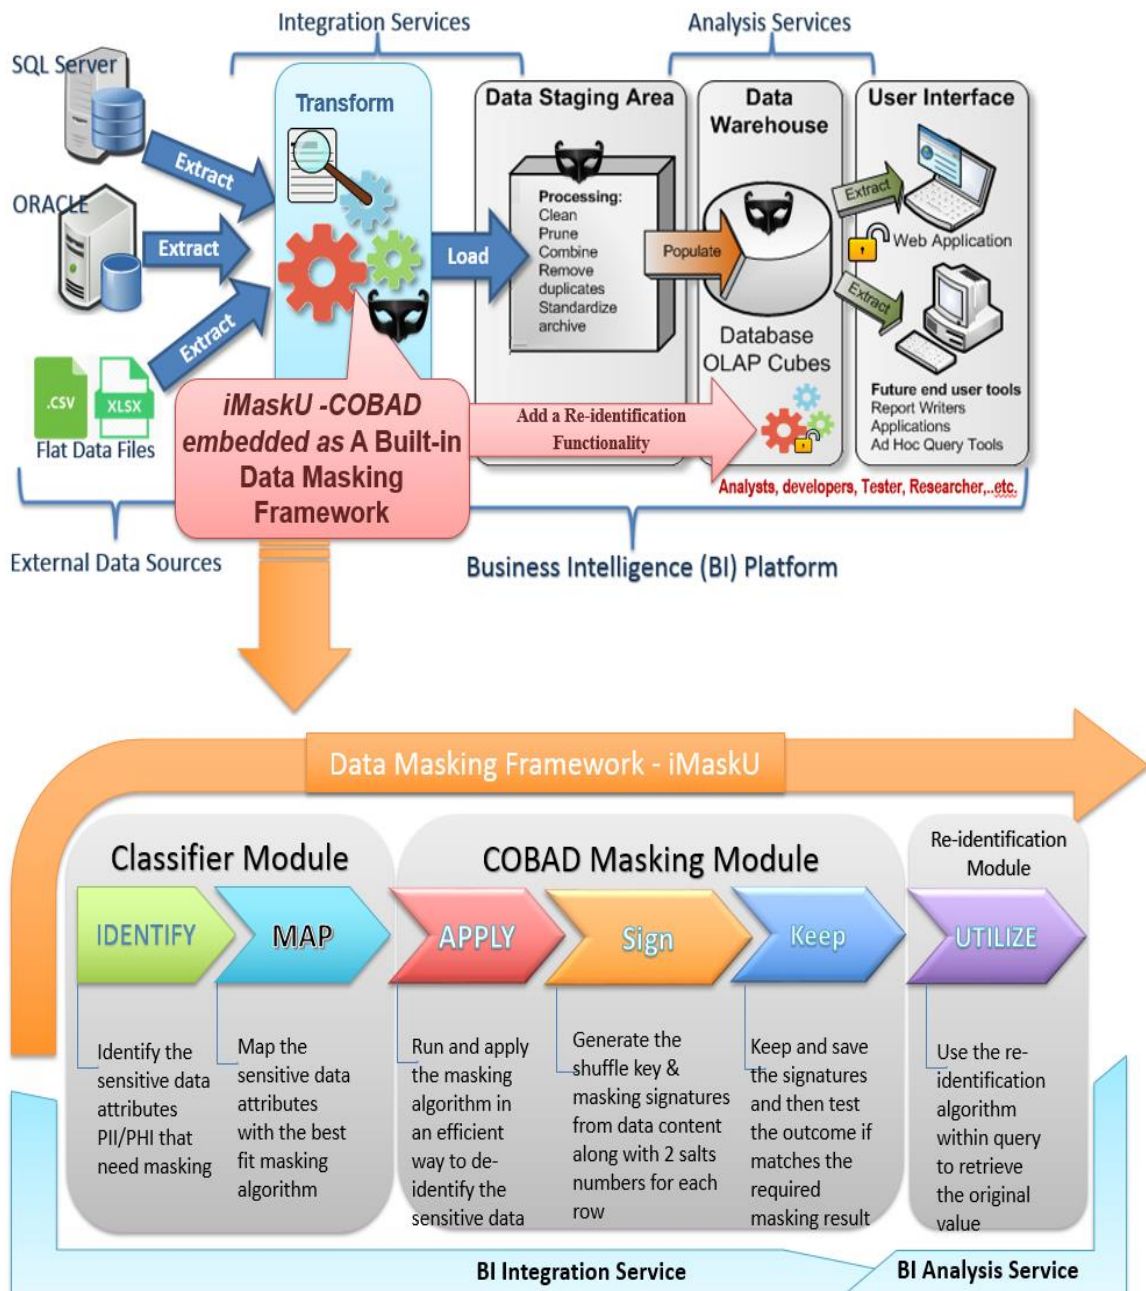 Integration Services
Analysis Services
SQL Server
ORACLE
.CSV
XLSX
Flat Data Files
Extract
Extract
Extract
Transform
Load
Data Staging Area
Processing:
Clean
Prune
Combine
Remove
duplicates
Standardize
archive
Populate
Data
Warehouse
Database
OLAP Cubes
Extract
Extract
User Interface
Web Application
Future end user tools
Report Writers
Applications
Ad Hoc Query Tools
iMaskU -COBAD
embedded as A Built-in
Data Masking
Framework
Add a Re-identification
Functionality
Analysts, developers, Tester, Researcher,..etc.
External Data Sources
Business Intelligence (BI) Platform
Data Masking Framework - iMaskU
Classifier Module
COBAD Masking Module
Re-identification
Module
IDENTIFY
MAP
APPLY
Sign
Keep
UTILIZE
Identify the
sensitive data
attributes
PII/PHI that
need masking
Map the
sensitive data
attributes
with the best
fit masking
algorithm
Run and apply
the masking
algorithm in
an efficient
way to de-
identify the
sensitive data
Generate the
shuffle key &
masking signatures
from data content
along with 2 salts
numbers for each
row
Keep and save
the signatures
and then test
the outcome if
matches the
required
masking result
Use the re-
identification
algorithm
within query
to retrieve
the original
value
BI Integration Service
BI Analysis Service